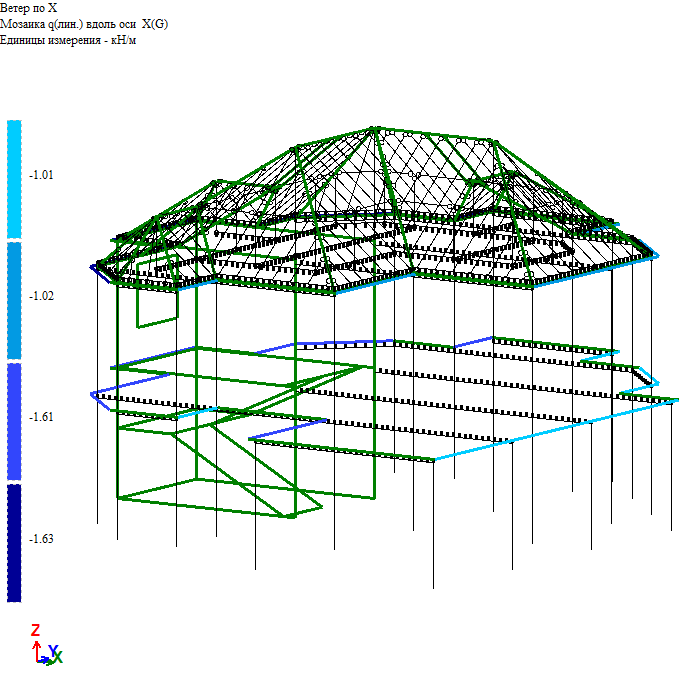 Ветер по X
Мозаика q(лин.) вдоль оси X(G)
Единицы измерения - кН/м
-1.01
-1.02
-1.61
-1.63
Z
Y
X